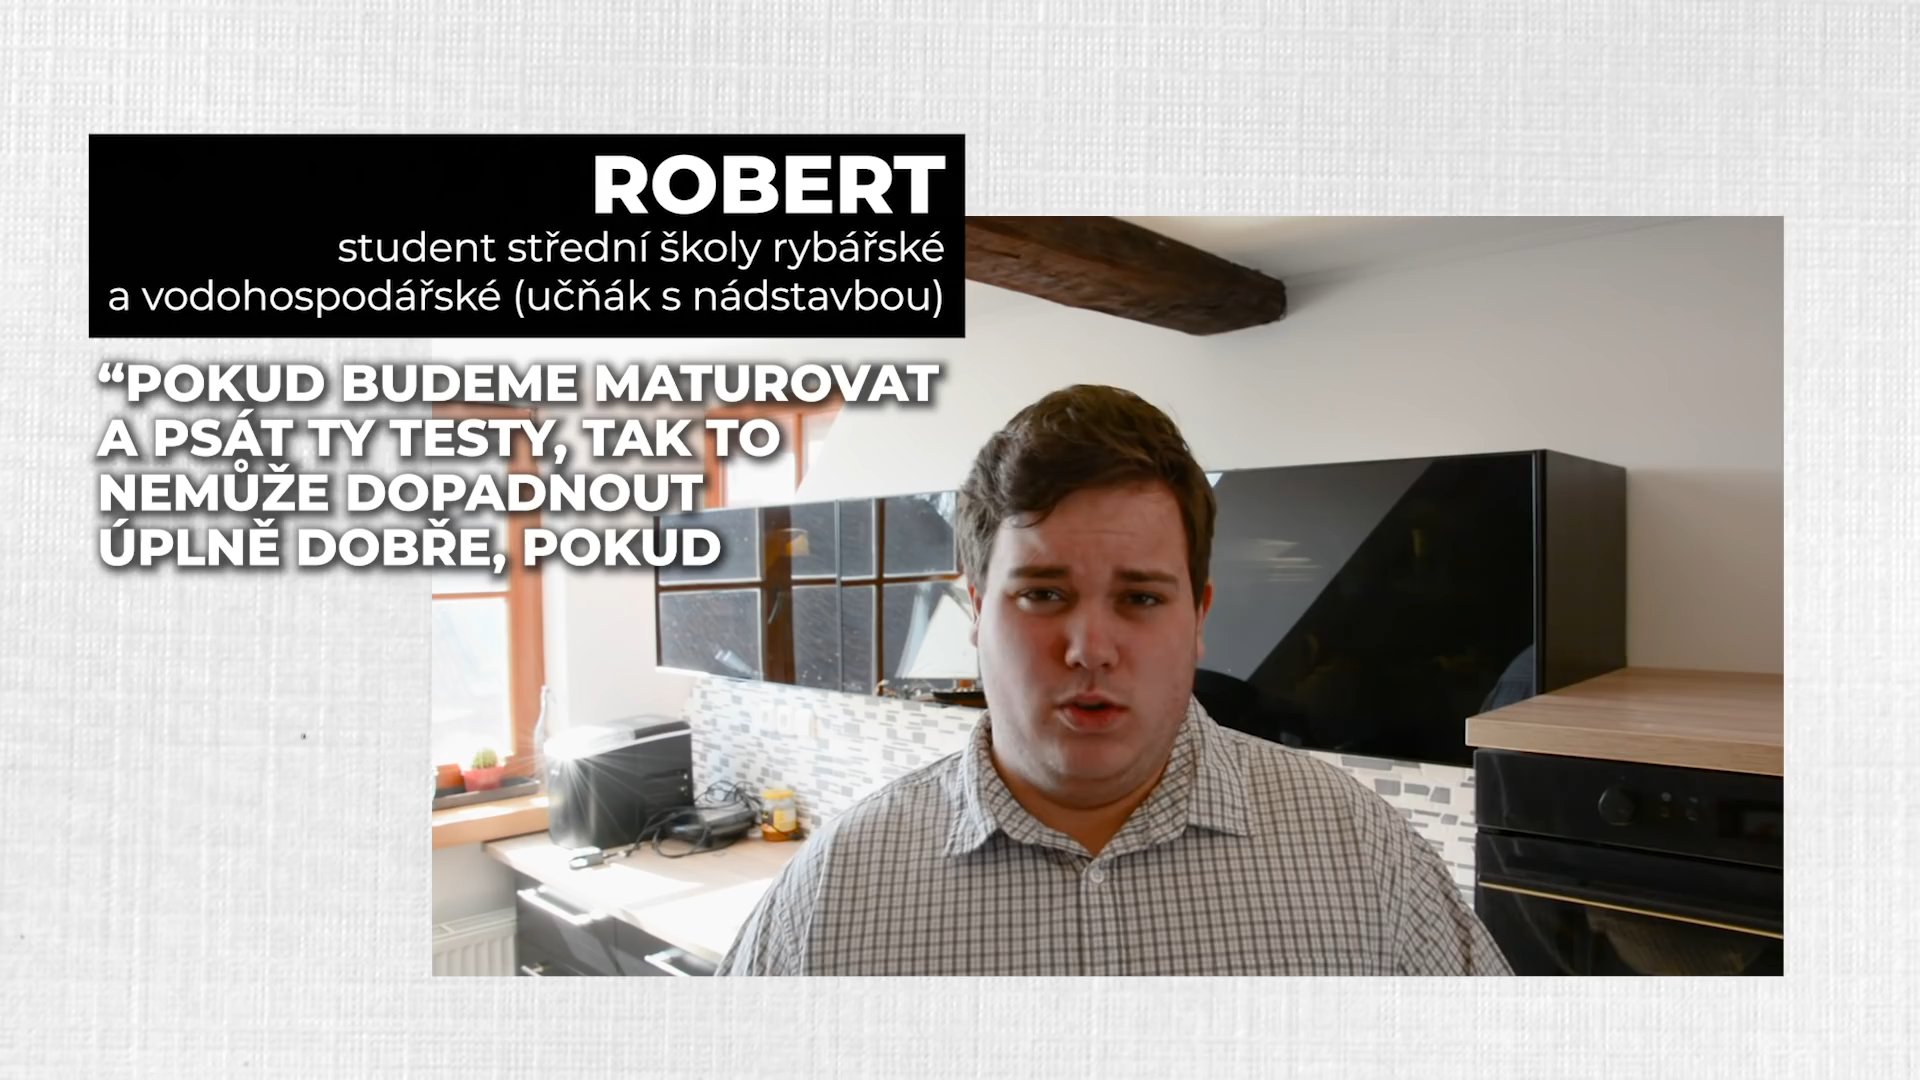 ROBERT
student střední školy rybářské
a vodohospodářské (učňák s nádstavbou)
“POKUD BUDEME MATUROVAT
A PSÁT TY TESTY, TAK TO
NEMŮŽE DOPADNOUT
ÚPLNĚ DOBŘE, POKUD